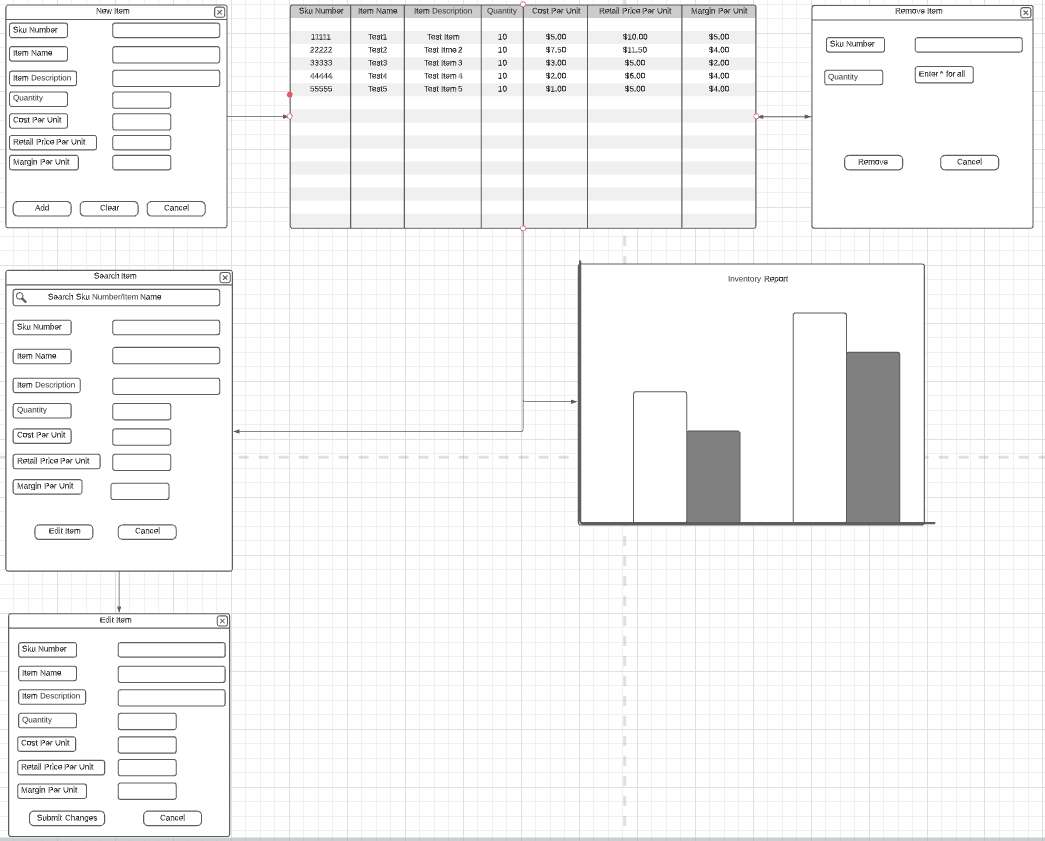 New Item
Sku Number
Item Name
Item Description
Quantity
Cost Per Unit
Retail Price Per Unit
Margin Per Unit
Add Clear Cancel
Sku Number Item Name Item Description Quantity Cost Per Unit Retail Price Per Unit Margin Per Unit
11111 Test1 Test Item 10 $5.00 $10.00 $5.00
22222 Test2 Test Itme 2 10 $7.50 $11.50 $4.00
33333 Test3 Test Item 3 10 $3.00 $5.00 $2.00
44444 Test4 Test Item 4 10 $2.00 $6.00 $4.00
55555 Test5 Test Item 5 10 $1.00 $5.00 $4.00
Remove Item
Sku Number
Quantity Enter * for all
Remove Cancel
Search Item
Search Sku Number/Item Name
Sku Number
Item Name
Item Description
Quantity
Cost Per Unit
Retail Price Per Unit
Margin Per Unit
Edit Item Cancel
Inventory Report
Edit Item
Sku Number
Item Name
Item Description
Quantity
Cost Per Unit
Retail Price Per Unit
Margin Per Unit
Submit Changes Cancel